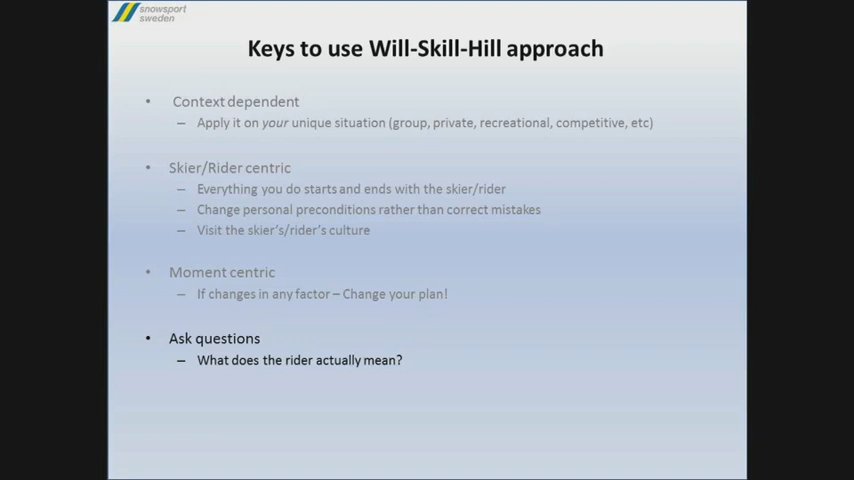 snowsport
sweden
Keys to use Will-Skill-Hill approach
• Context dependent
– Apply it on your unique situation (group, private, recreational, competitive, etc)
• Skier/Rider centric
– Everything you do starts and ends with the skier/rider
– Change personal preconditions rather than correct mistakes
– Visit the skier's/rider's culture
• Moment centric
– If changes in any factor – Change your plan!
• Ask questions
– What does the rider actually mean?